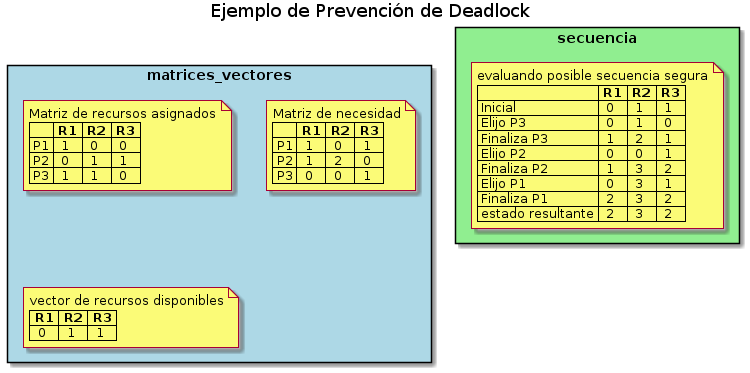 Ejemplo de Prevención de Deadlock
matrices_vectores
Matriz de recursos asignados
R1 R2 R3
P1 1 0 0
P2 0 1 1
P3 1 1 0
Matriz de necesidad
R1 R2 R3
P1 1 0 1
P2 1 2 0
P3 0 0 1
vector de recursos disponibles
R1 R2 R3
0 1 1
secuencia
evaluando posible secuencia segura
R1 R2 R3
Inicial 0 1 1
Elijo P3 0 1 0
Finaliza P3 1 2 1
Elijo P2 0 0 1
Finaliza P2 1 3 2
Elijo P1 0 3 1
Finaliza P1 2 3 2
estado resultante 2 3 2